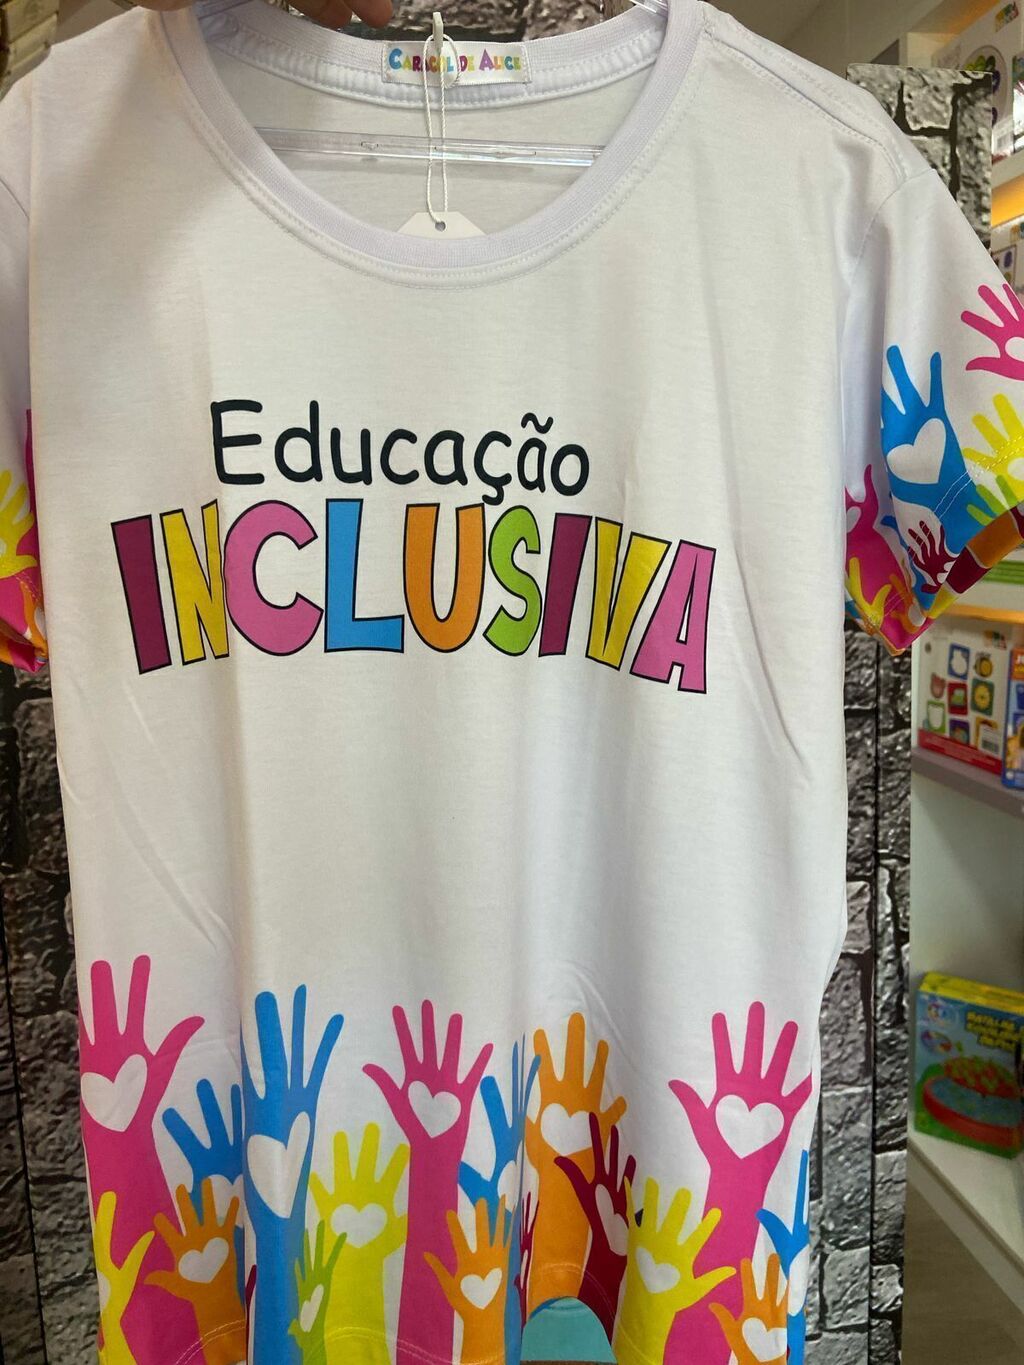 CARACOL DE ALICE
Educação
INCLUSIVA